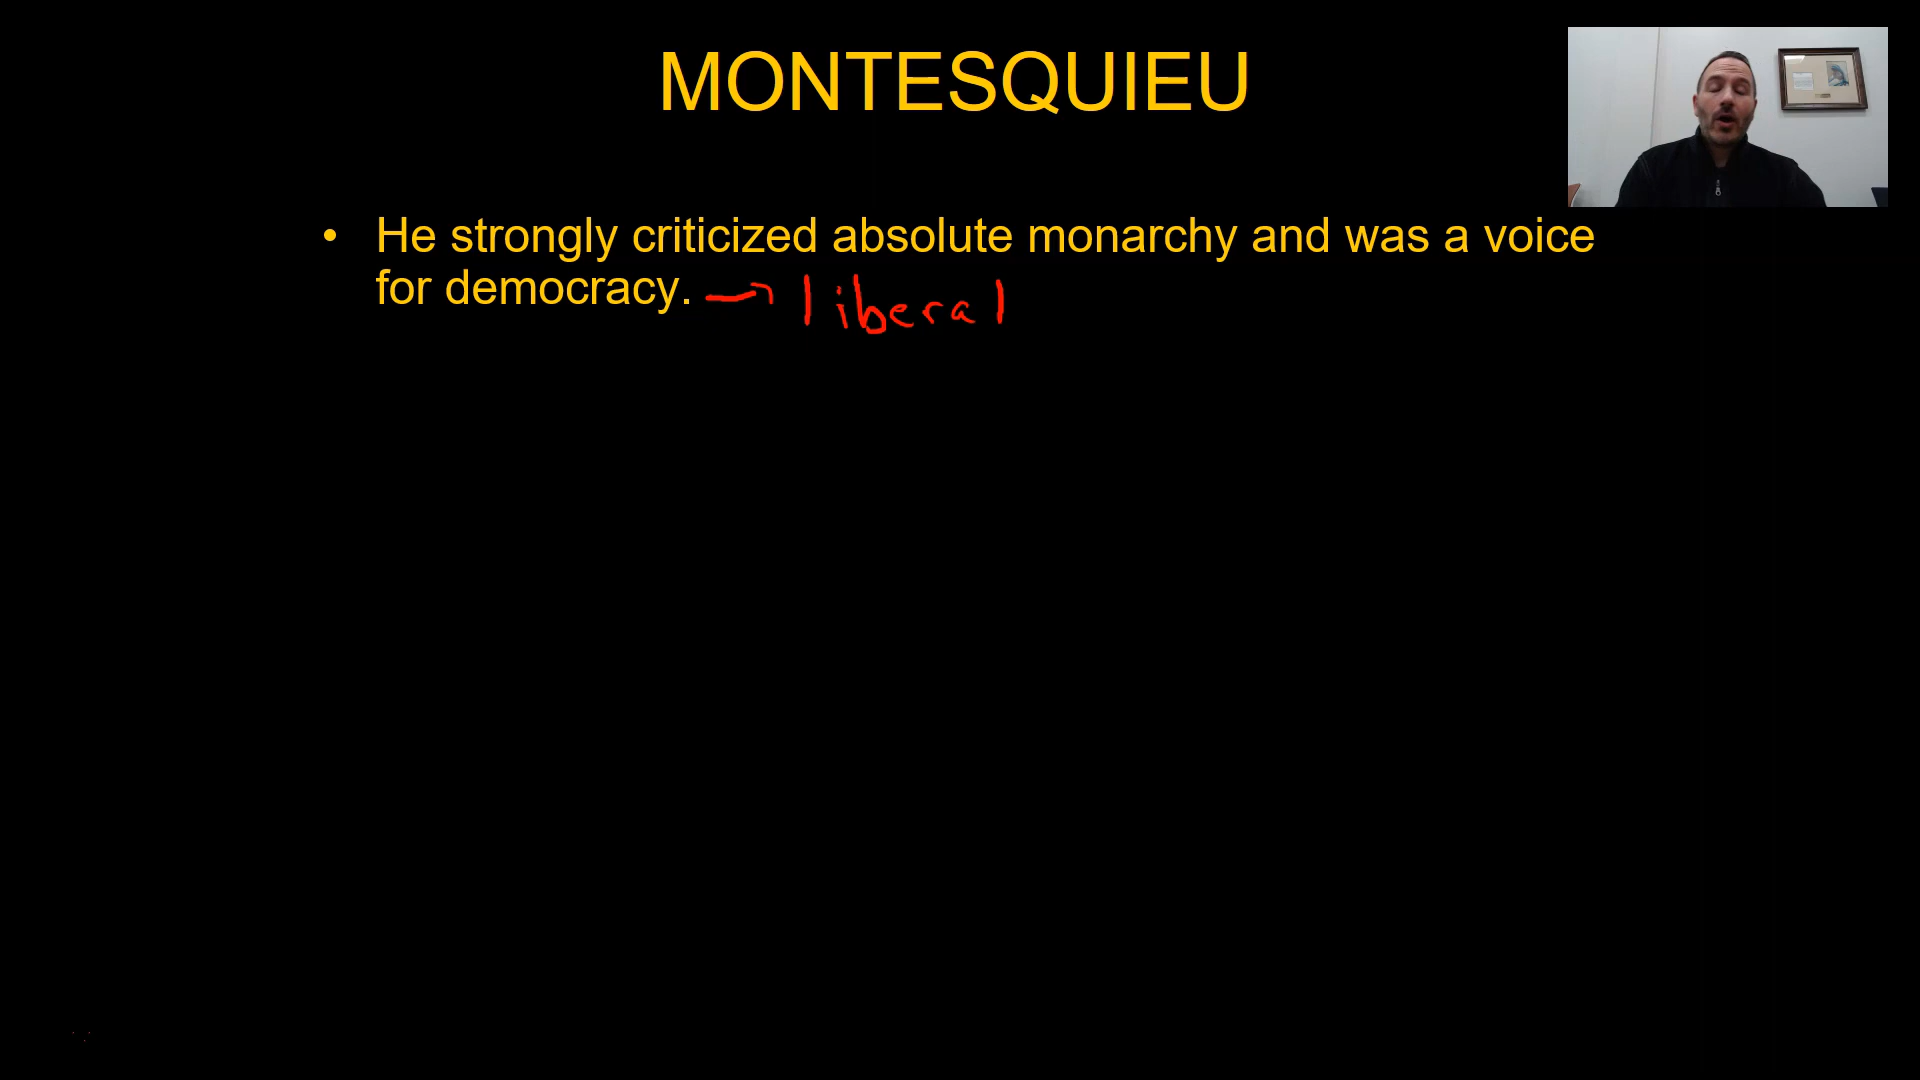 MONTESQUIEU
• He strongly criticized absolute monarchy and was a voice
for democracy. → liberal